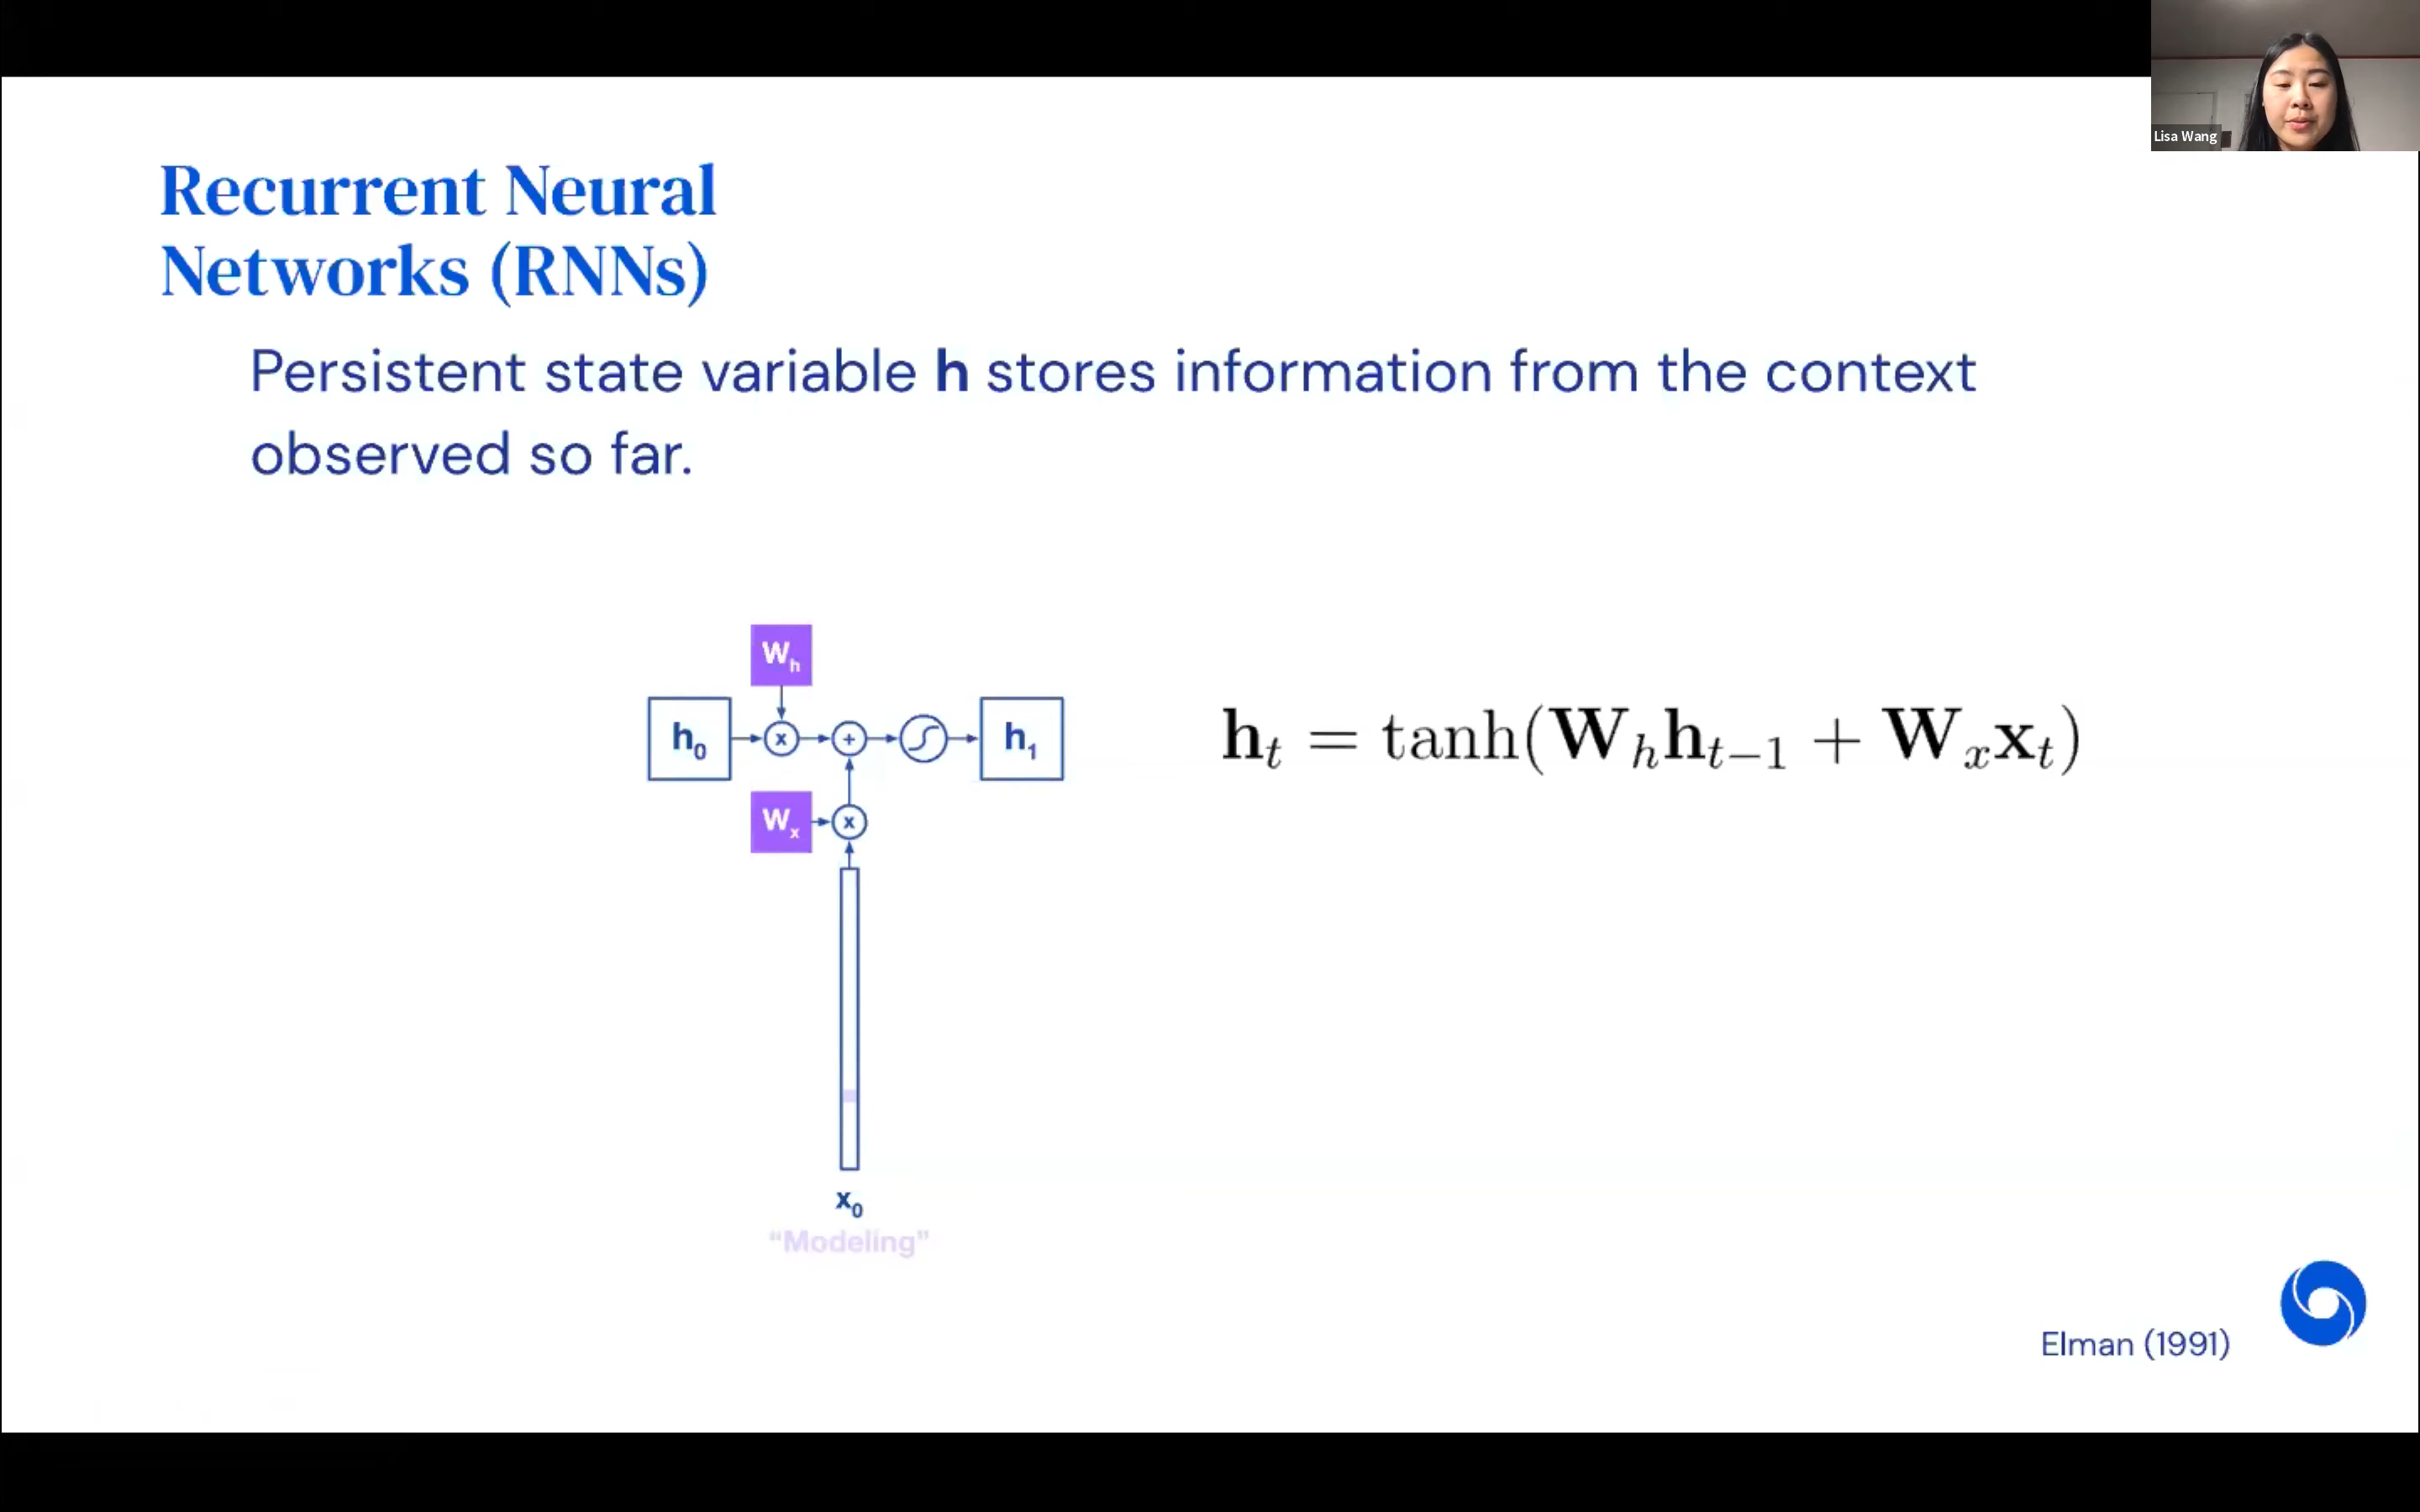 Lisa Wang
Recurrent Neural
Networks (RNNs)
Persistent state variable h stores information from the context
observed so far.
W_h
h_0 x + h_1
h_t = tanh(W_h h_{t-1} + W_x x_t)
W_x x
x_0
"Modeling"
Elman (1991)